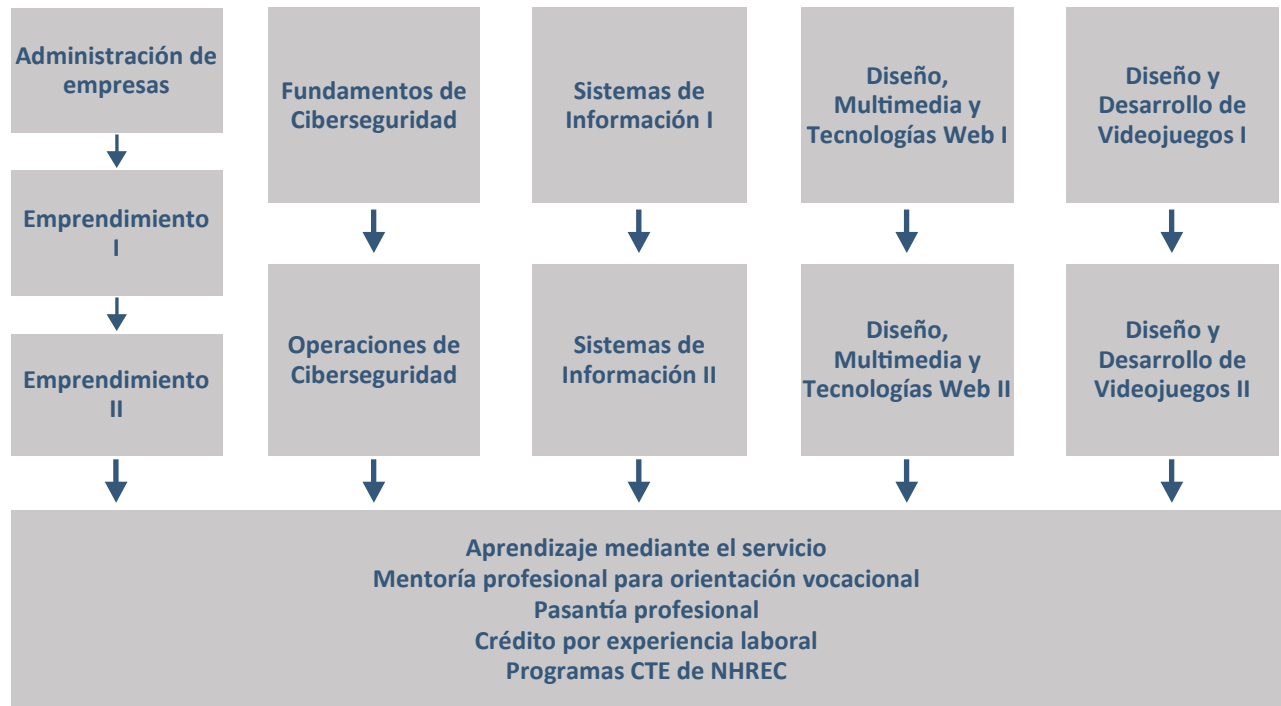 Administración de
empresas
Emprendimiento
I
Emprendimiento
II
Fundamentos de
Ciberseguridad
Operaciones de
Ciberseguridad
Sistemas de
Información I
Sistemas de
Información II
Diseño,
Multimedia y
Tecnologías Web I
Diseño,
Multimedia y
Tecnologías Web II
Diseño y
Desarrollo de
Videojuegos I
Diseño y
Desarrollo de
Videojuegos II
Aprendizaje mediante el servicio
Mentoría profesional para orientación vocacional
Pasantía profesional
Crédito por experiencia laboral
Programas CTE de NHREC